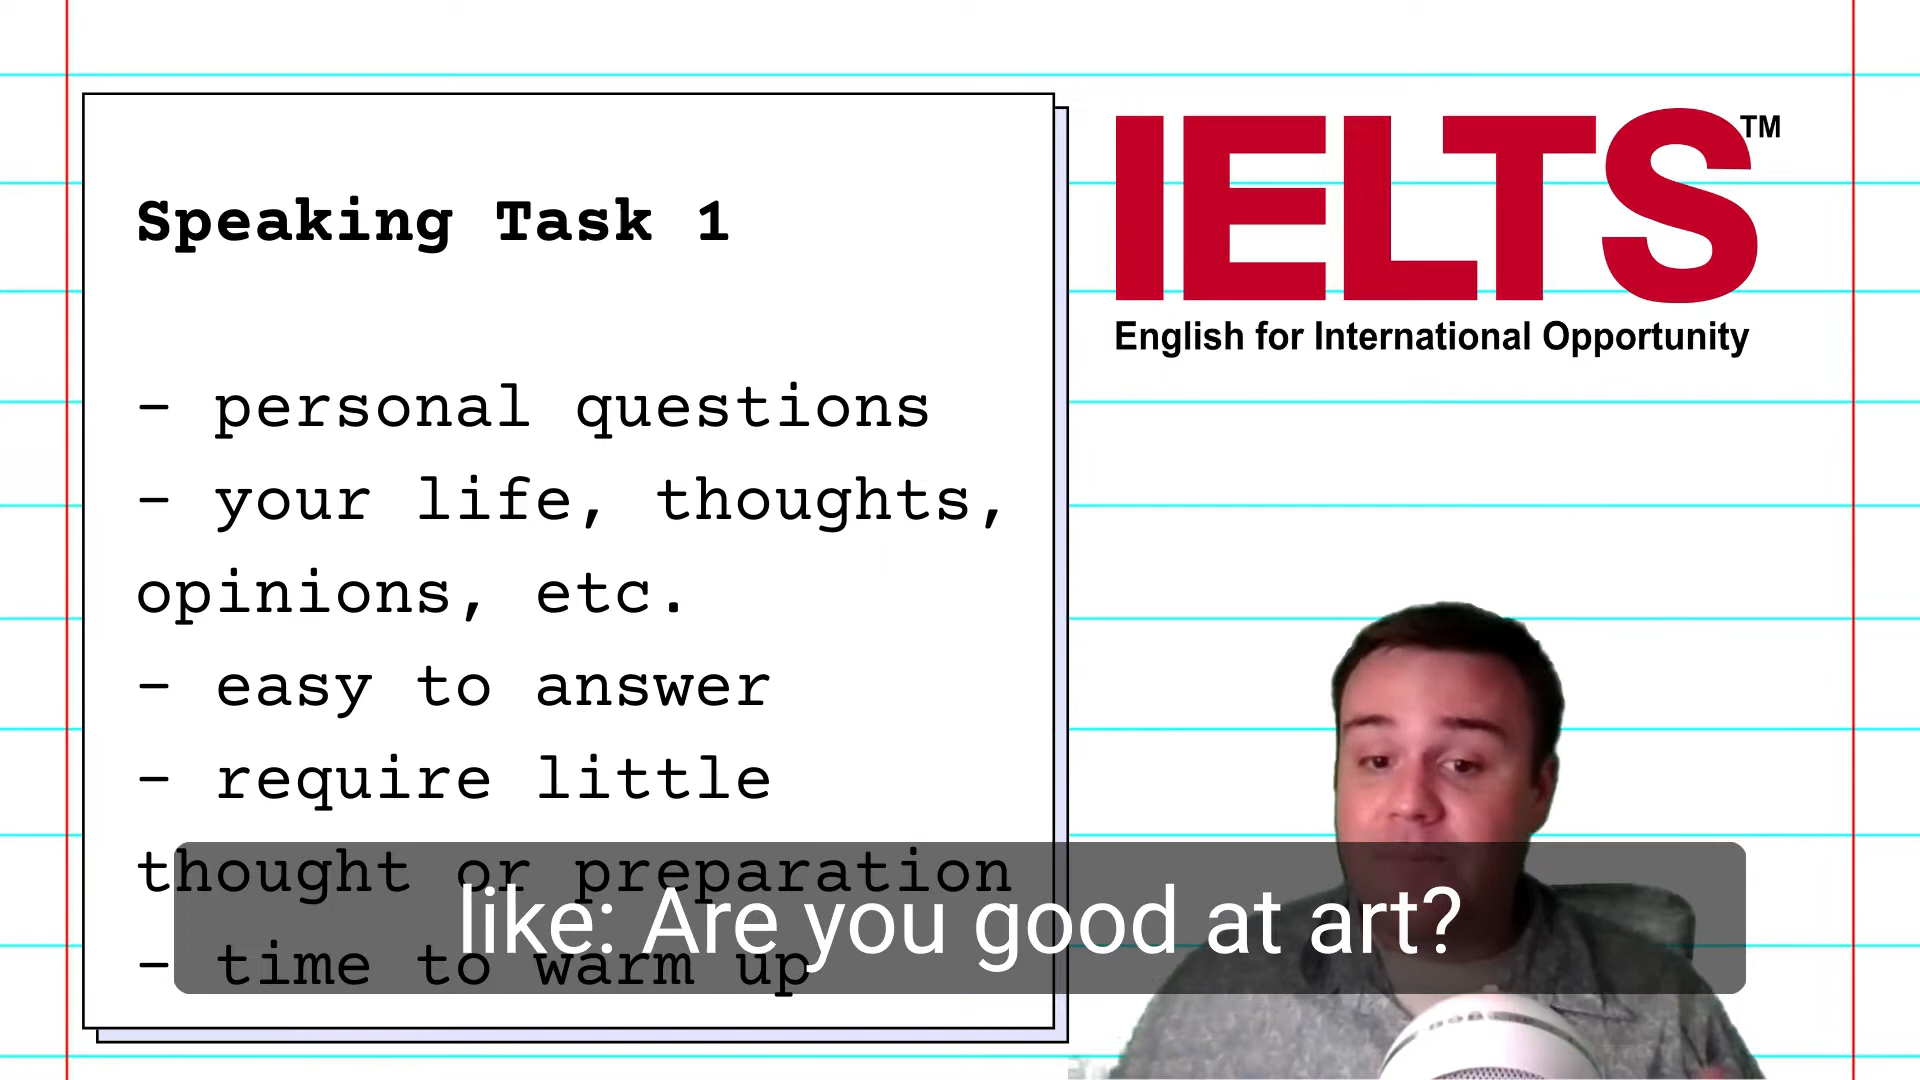 Speaking Task 1
- personal questions
- your life, thoughts,
opinions, etc.
- easy to answer
- require little
thought or preparation
- time to warm up
IELTS™
English for International Opportunity
like: Are you good at art?